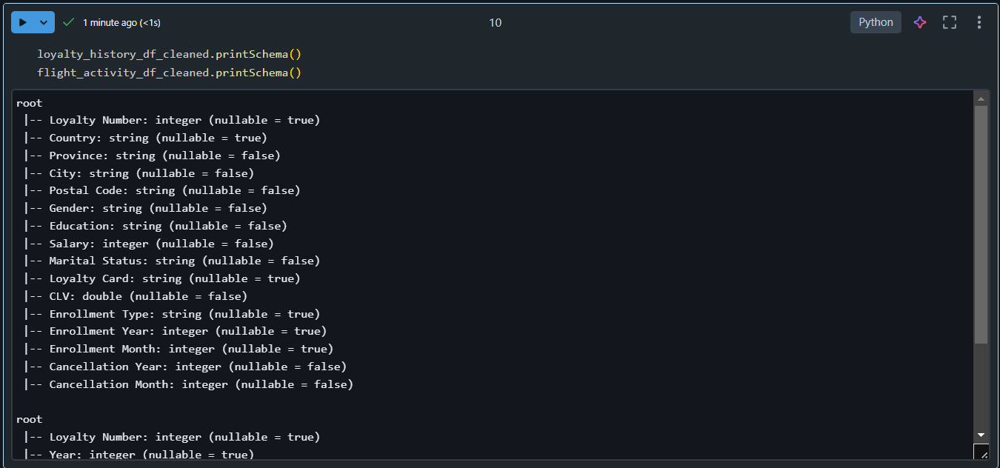 1 minute ago (<1s)
10
Python
loyalty_history_df_cleaned.printSchema()
flight_activity_df_cleaned.printSchema()
root
 |-- Loyalty Number: integer (nullable = true)
 |-- Country: string (nullable = true)
 |-- Province: string (nullable = false)
 |-- City: string (nullable = false)
 |-- Postal Code: string (nullable = false)
 |-- Gender: string (nullable = false)
 |-- Education: string (nullable = false)
 |-- Salary: integer (nullable = false)
 |-- Marital Status: string (nullable = false)
 |-- Loyalty Card: string (nullable = true)
 |-- CLV: double (nullable = false)
 |-- Enrollment Type: string (nullable = true)
 |-- Enrollment Year: integer (nullable = true)
 |-- Enrollment Month: integer (nullable = true)
 |-- Cancellation Year: integer (nullable = false)
 |-- Cancellation Month: integer (nullable = false)
root
 |-- Loyalty Number: integer (nullable = true)
 |-- Year: integer (nullable = true)